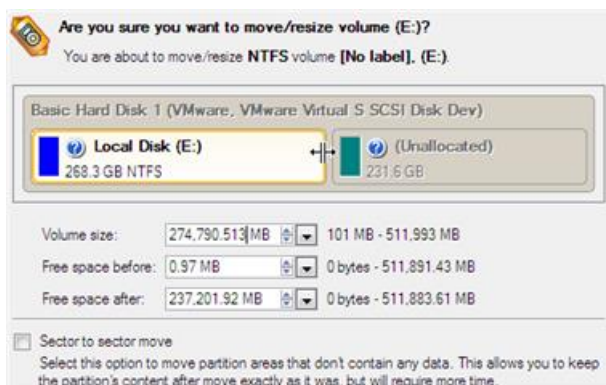 Are you sure you want to move/resize volume (E:)?
You are about to move/resize NTFS volume [No label], (E:).
Basic Hard Disk 1 (VMware, VMware Virtual S SCSI Disk Dev)
Local Disk (E:)
268.3 GB NTFS
(Unallocated)
231.6 GB
Volume size: 274,790.513 MB 101 MB - 511,993 MB
Free space before: 0.97 MB 0 bytes - 511,891.43 MB
Free space after: 237,201.92 MB 0 bytes - 511,883.61 MB
Sector to sector move
Select this option to move partition areas that don't contain any data. This allows you to keep
the partition's content after move exactly as it was, but will require more time.